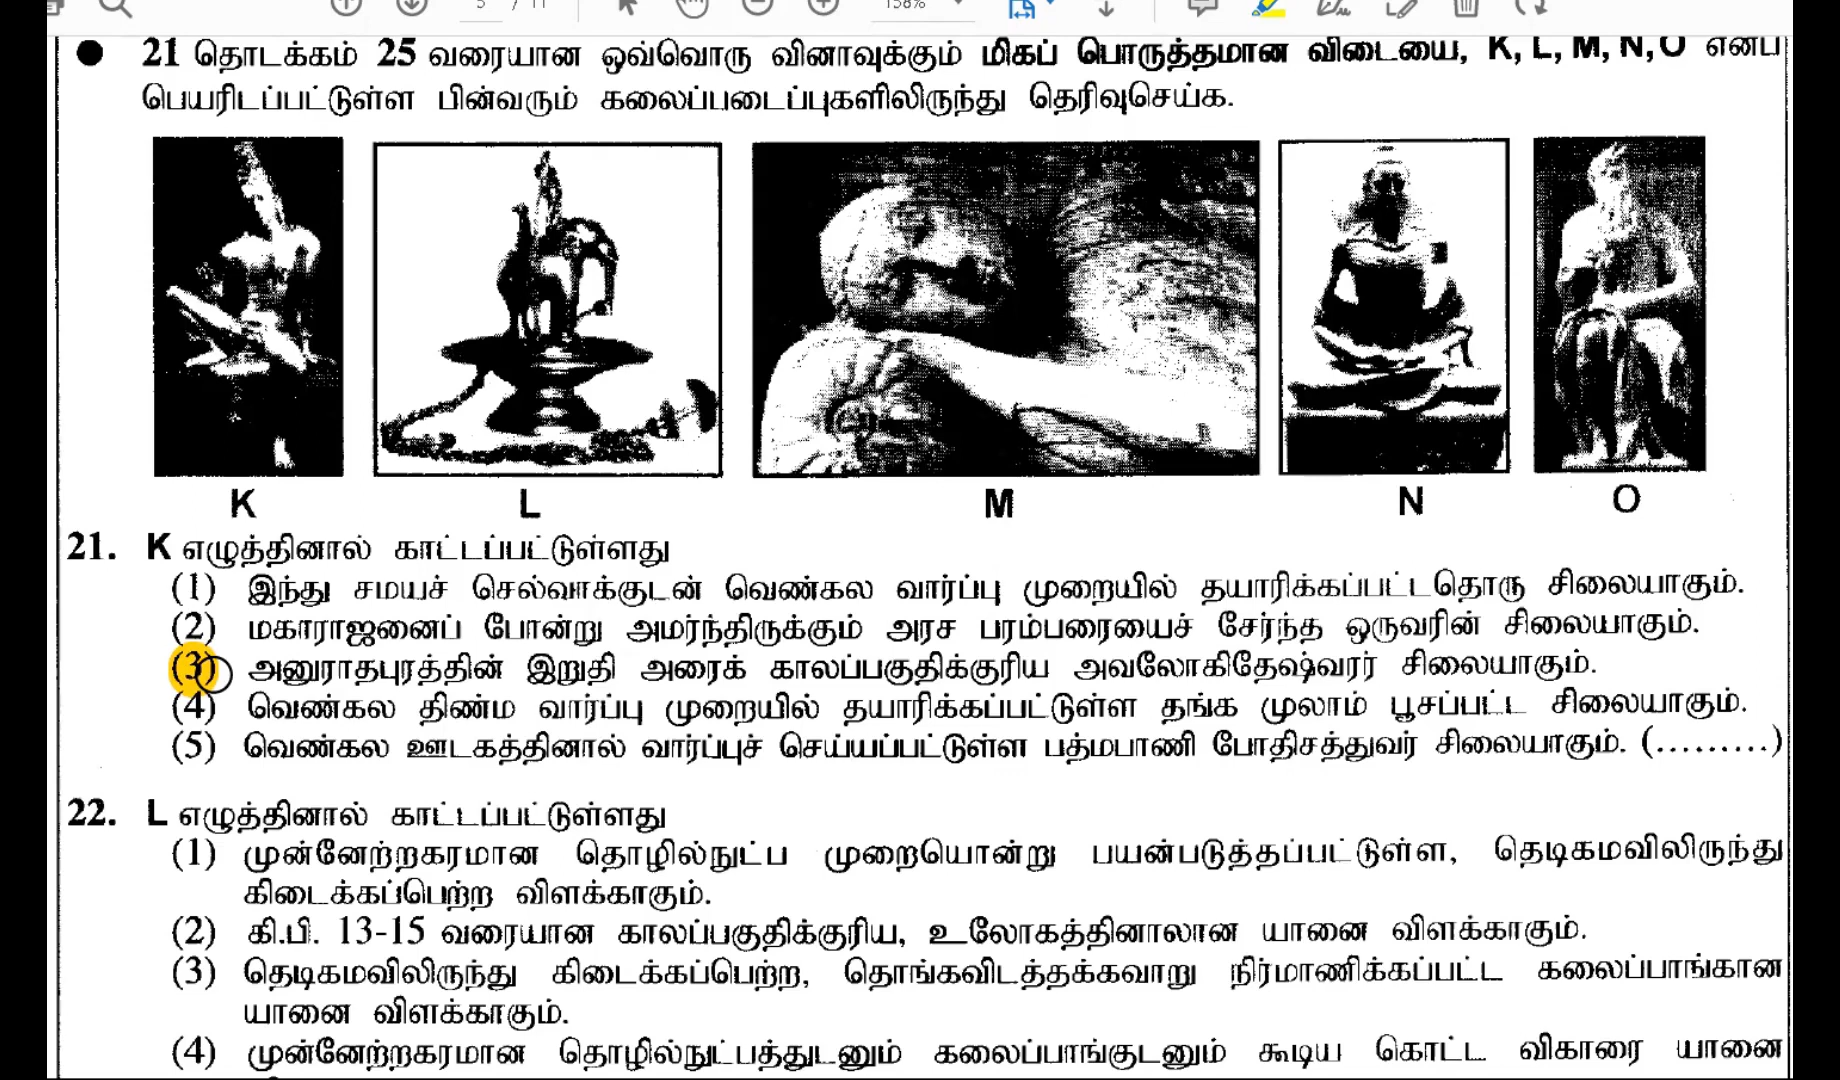 5 / 11
158%
● 21 தொடக்கம் 25 வரையான ஒவ்வொரு வினாவுக்கும் மிகப் பொருத்தமான விடையை, K, L, M, N, O எனப்
பெயரிடப்பட்டுள்ள பின்வரும் கலைப்படைப்புகளிலிருந்து தெரிவுசெய்க.
K L M N O
21. K எழுத்தினால் காட்டப்பட்டுள்ளது
(1) இந்து சமயச் செல்வாக்குடன் வெண்கல வார்ப்பு முறையில் தயாரிக்கப்பட்டதொரு சிலையாகும்.
(2) மகாராஜனைப் போன்று அமர்ந்திருக்கும் அரச பரம்பரையைச் சேர்ந்த ஒருவரின் சிலையாகும்.
(3) அனுராதபுரத்தின் இறுதி அரைக் காலப்பகுதிக்குரிய அவலோகிதேஷ்வரர் சிலையாகும்.
(4) வெண்கல திண்ம வார்ப்பு முறையில் தயாரிக்கப்பட்டுள்ள தங்க முலாம் பூசப்பட்ட சிலையாகும்.
(5) வெண்கல ஊடகத்தினால் வார்ப்புச் செய்யப்பட்டுள்ள பத்மபாணி போதிசத்துவர் சிலையாகும். (.........)
22. L எழுத்தினால் காட்டப்பட்டுள்ளது
(1) முன்னேற்றகரமான தொழில்நுட்ப முறையொன்று பயன்படுத்தப்பட்டுள்ள, தெடிகமவிலிருந்து
கிடைக்கப்பெற்ற விளக்காகும்.
(2) கி.பி. 13-15 வரையான காலப்பகுதிக்குரிய, உலோகத்தினாலான யானை விளக்காகும்.
(3) தெடிகமவிலிருந்து கிடைக்கப்பெற்ற, தொங்கவிடத்தக்கவாறு நிர்மாணிக்கப்பட்ட கலைப்பாங்கான
யானை விளக்காகும்.
(4) முன்னேற்றகரமான தொழில்நுட்பத்துடனும் கலைப்பாங்குடனும் கூடிய கொட்ட விகாரை யானை